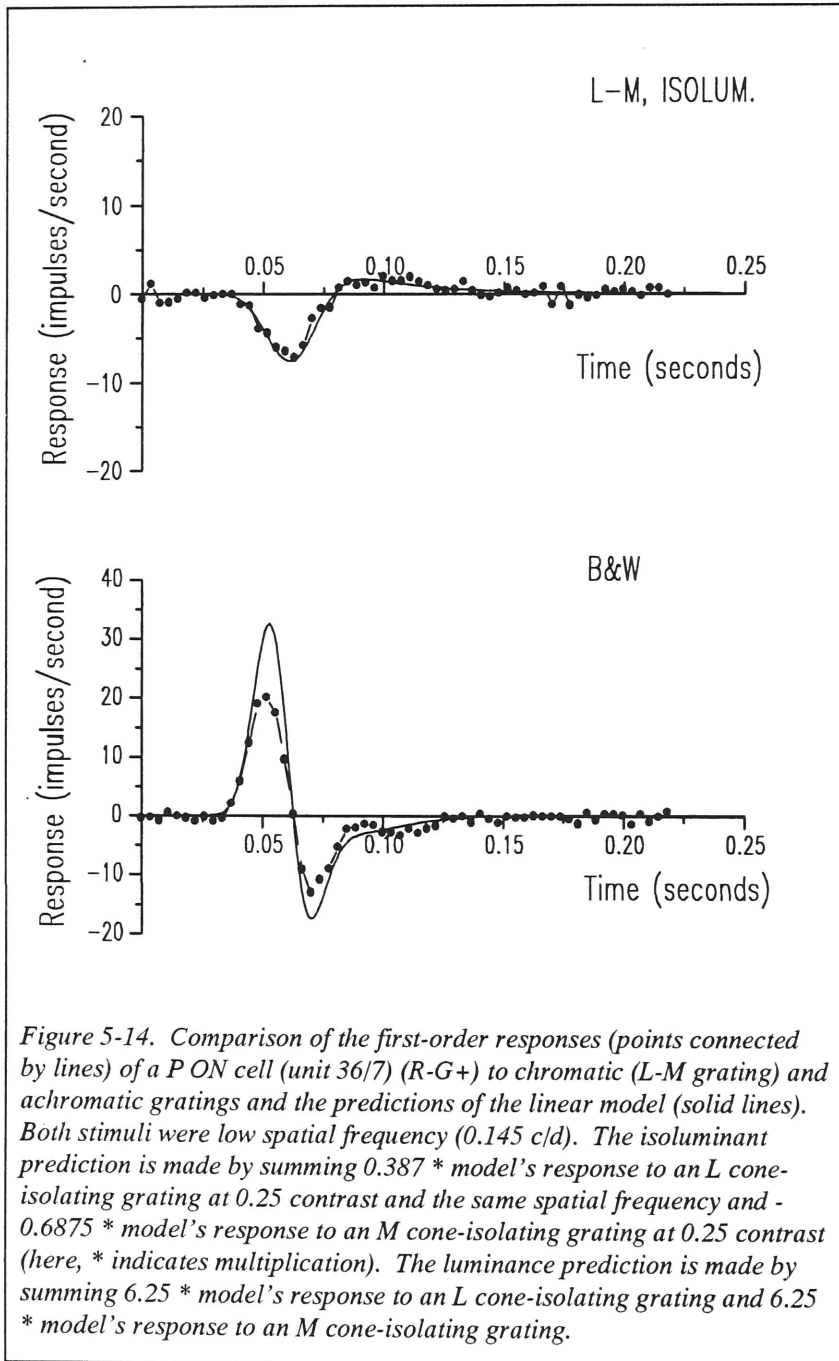 L-M, ISOLUM.
Response (impulses/second)
20
10
0
-10
-20
0.05 0.10 0.15 0.20 0.25
Time (seconds)
B&W
Response (impulses/second)
40
30
20
10
0
-10
-20
0.05 0.10 0.15 0.20 0.25
Time (seconds)
Figure 5-14. Comparison of the first-order responses (points connected
by lines) of a P ON cell (unit 36/7) (R-G+) to chromatic (L-M grating) and
achromatic gratings and the predictions of the linear model (solid lines).
Both stimuli were low spatial frequency (0.145 c/d). The isoluminant
prediction is made by summing 0.387 * model's response to an L cone-
isolating grating at 0.25 contrast and the same spatial frequency and -
0.6875 * model's response to an M cone-isolating grating at 0.25 contrast
(here, * indicates multiplication). The luminance prediction is made by
summing 6.25 * model's response to an L cone-isolating grating and 6.25
* model's response to an M cone-isolating grating.